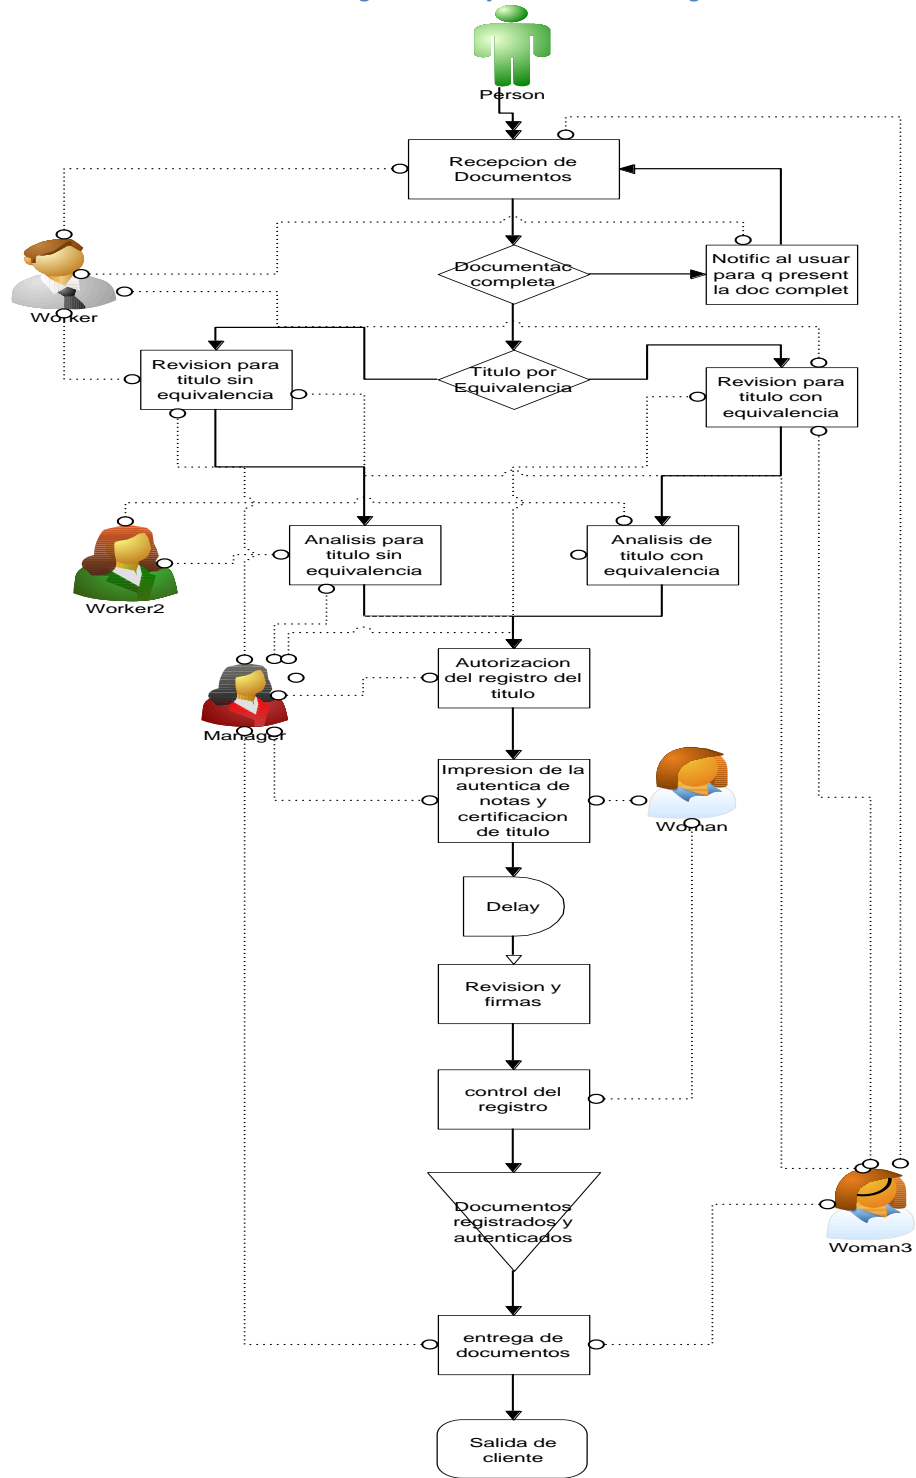 Person
Recepcion de
Documentos
Documentac
completa
Notific al usuar
para q present
la doc complet
Worker
Revision para
titulo sin
equivalencia
Titulo por
Equivalencia
Revision para
titulo con
equivalencia
Analisis para
titulo sin
equivalencia
Analisis de
titulo con
equivalencia
Worker2
Autorizacion
del registro del
titulo
Manager
Impresion de la
autentica de
notas y
certificacion
de titulo
Woman
Delay
Revision y
firmas
control del
registro
Documentos
registrados y
autenticados
Woman3
entrega de
documentos
Salida de
cliente